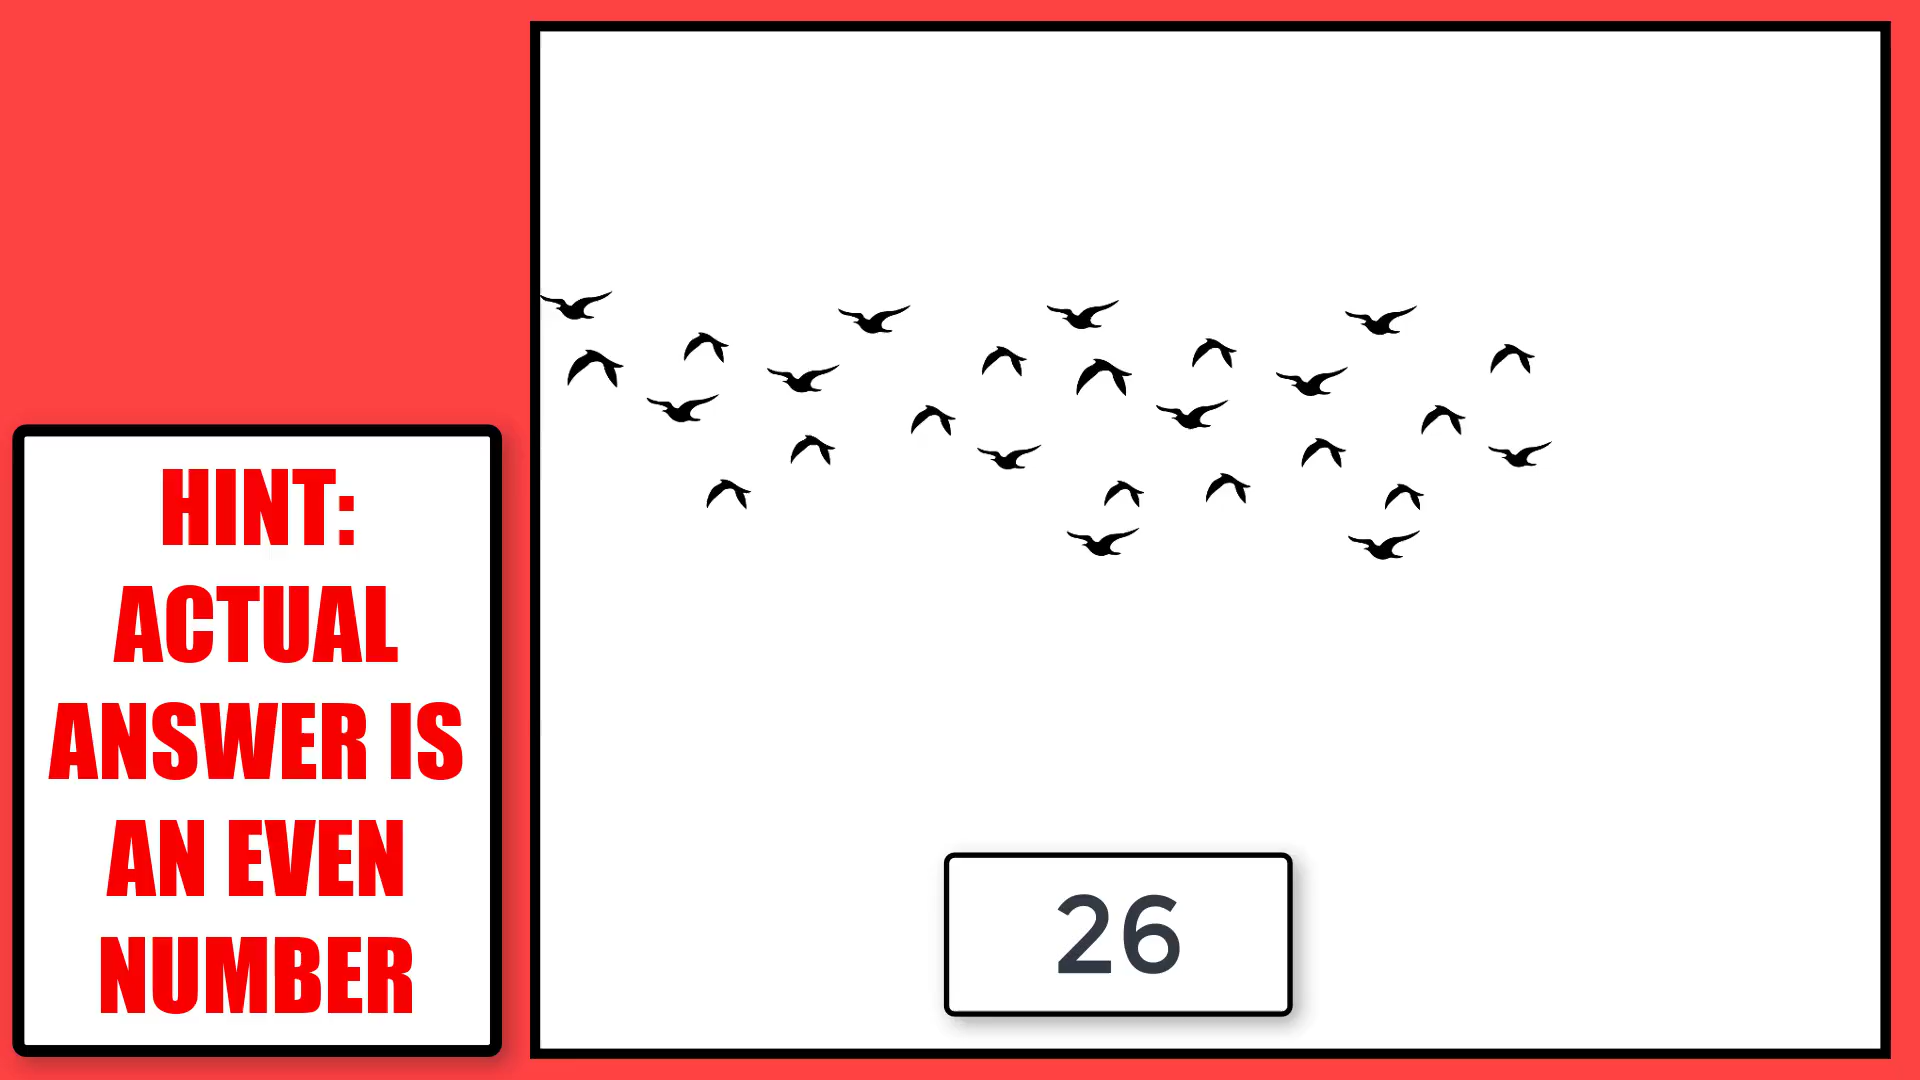 HINT:
ACTUAL
ANSWER IS
AN EVEN
NUMBER
26